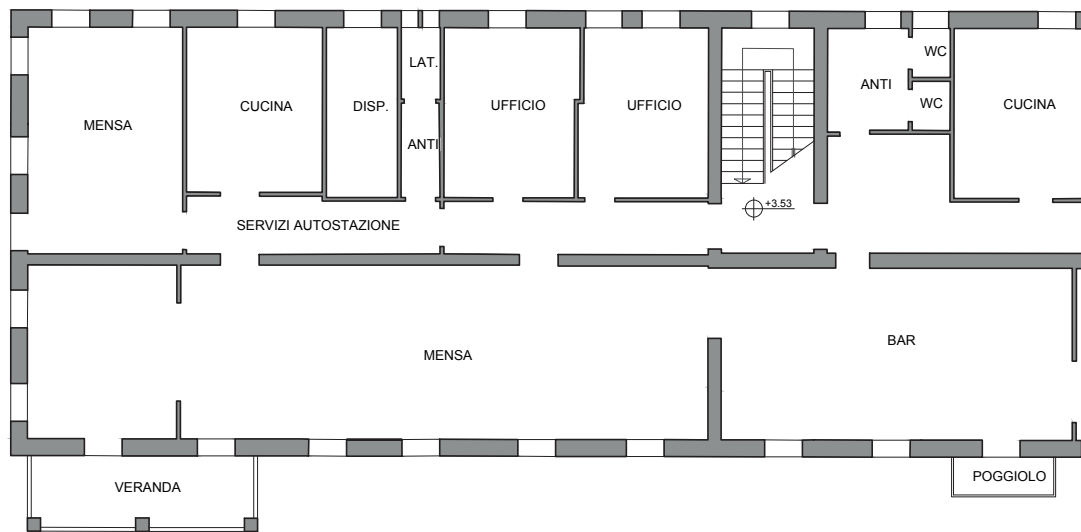 WC
LAT.
ANTI
CUCINA
DISP.
UFFICIO
UFFICIO
WC
CUCINA
MENSA
ANTI
+3.53
SERVIZI AUTOSTAZIONE
BAR
MENSA
POGGIOLO
VERANDA